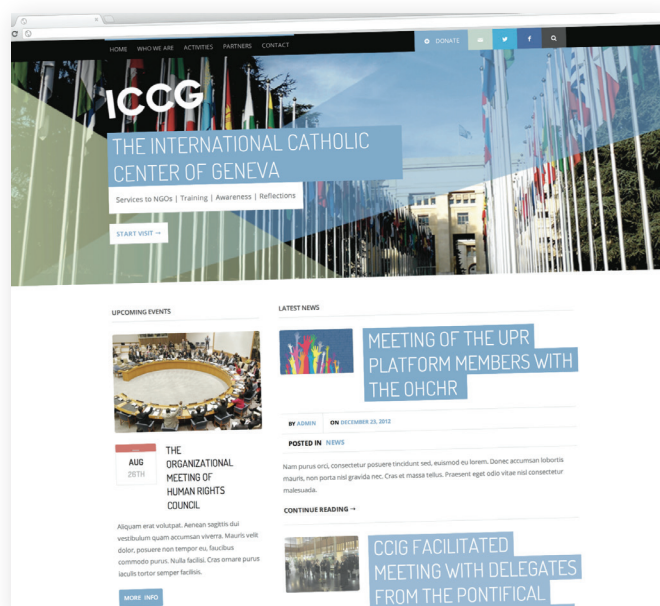 HOME WHO WE ARE ACTIVITIES PARTNERS CONTACT
DONATE
ICCG
THE INTERNATIONAL CATHOLIC
CENTER OF GENEVA
Services to NGOs | Training | Awareness | Reflections
START VISIT →
UPCOMING EVENTS
AUG
26TH
THE
ORGANIZATIONAL
MEETING OF
HUMAN RIGHTS
COUNCIL
Aliquam erat volutpat. Aenean sagittis dui
vestibulum quam accumsan viverra. Mauris velit
dolor, posuere non tempor eu, faucibus
commodo purus. Nulla facilisi. Cras ornare purus
iaculis tortor semper facilisis.
MORE INFO
LATEST NEWS
MEETING OF THE UPR
PLATFORM MEMBERS WITH
THE OHCHR
BY ADMIN ON DECEMBER 23, 2012
POSTED IN NEWS
Nam purus orci, consectetur posuere tincidunt sed, euismod eu lorem. Donec accumsan lobortis
mauris, non porta nisl gravida nec. Cras et massa tellus. Praesent eget odio vitae nisl consectetur
malesuada.
CONTINUE READING →
CCIG FACILITATED
MEETING WITH DELEGATES
FROM THE PONTIFICAL